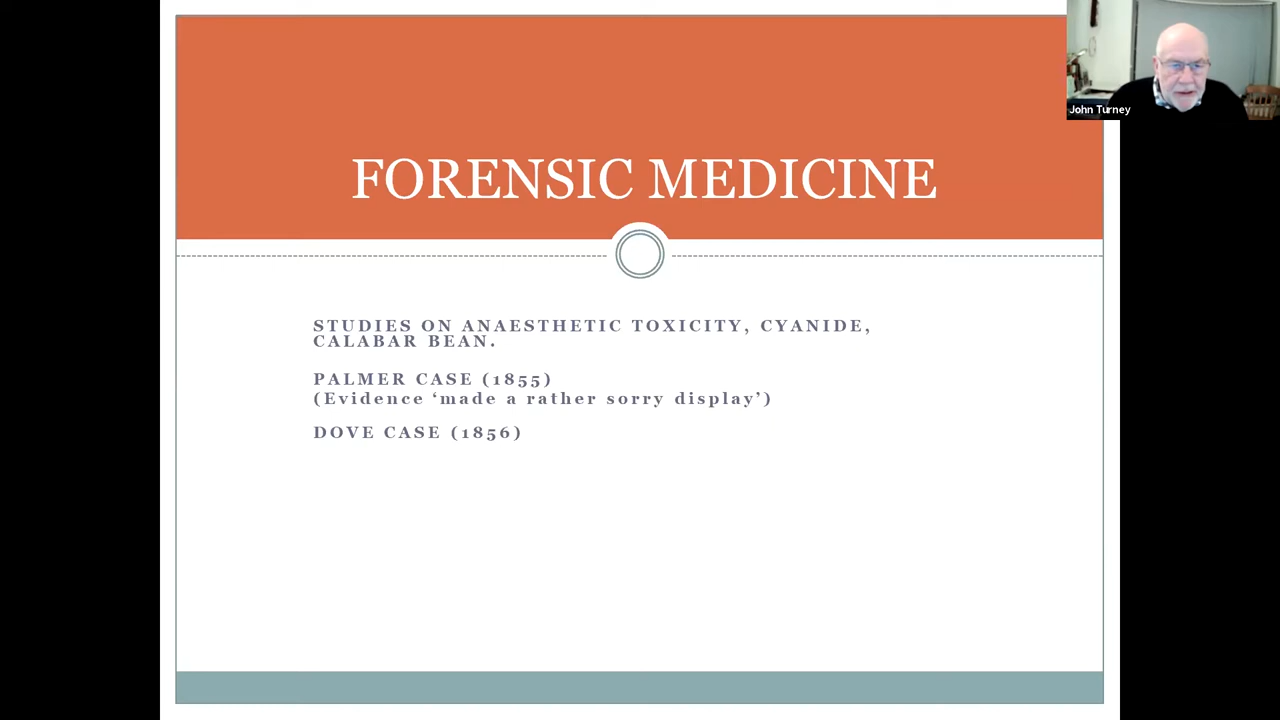 John Turney
FORENSIC MEDICINE
STUDIES ON ANAESTHETIC TOXICITY, CYANIDE,
CALABAR BEAN.
PALMER CASE (1855)
(Evidence ‘made a rather sorry display’)
DOVE CASE (1856)